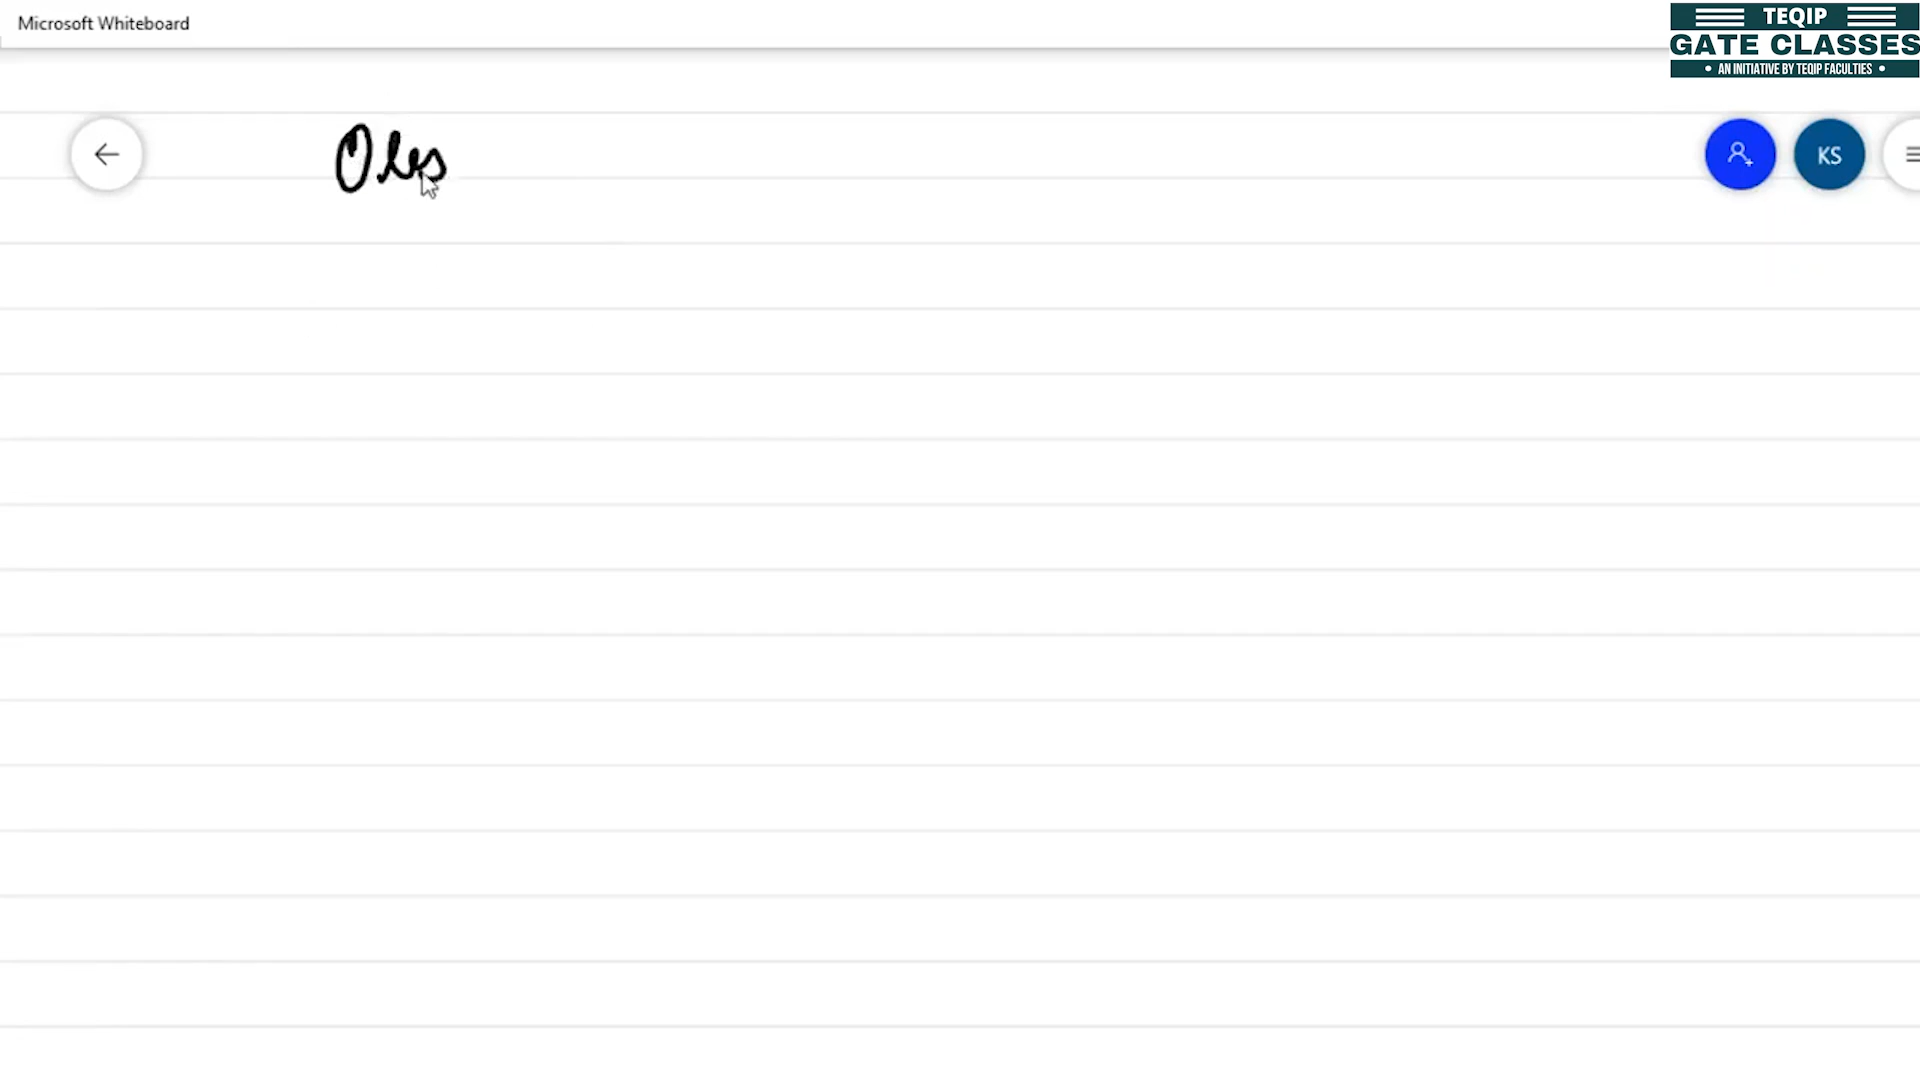 Microsoft Whiteboard
TEQIP
GATE CLASSES
• AN INITIATIVE BY TEQIP FACULTIES •
KS